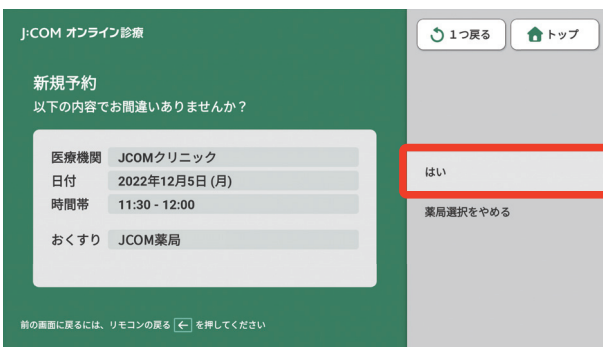 J:COM オンライン診療
1つ戻る
トップ
新規予約
以下の内容でお間違いありませんか？
医療機関 JCOMクリニック
日付 2022年12月5日 (月)
時間帯 11:30 - 12:00
おくすり JCOM薬局
はい
薬局選択をやめる
前の画面に戻るには、リモコンの戻る ← を押してください